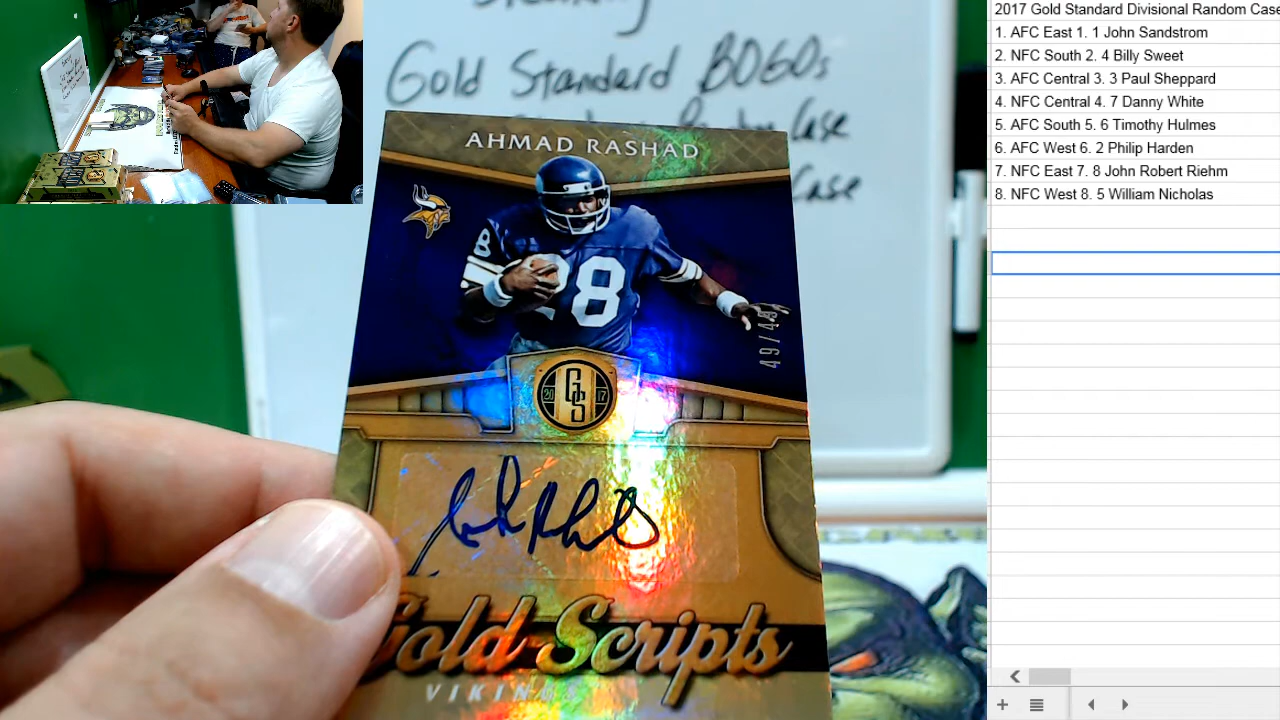 Gold Standard BOGOs
Case
Case
AHMAD RASHAD
28
8
49/49
GS
20 17
Gold Scripts
VIKINGS
2017 Gold Standard Divisional Random Case
1. AFC East 1. 1 John Sandstrom
2. NFC South 2. 4 Billy Sweet
3. AFC Central 3. 3 Paul Sheppard
4. NFC Central 4. 7 Danny White
5. AFC South 5. 6 Timothy Hulmes
6. AFC West 6. 2 Philip Harden
7. NFC East 7. 8 John Robert Riehm
8. NFC West 8. 5 William Nicholas